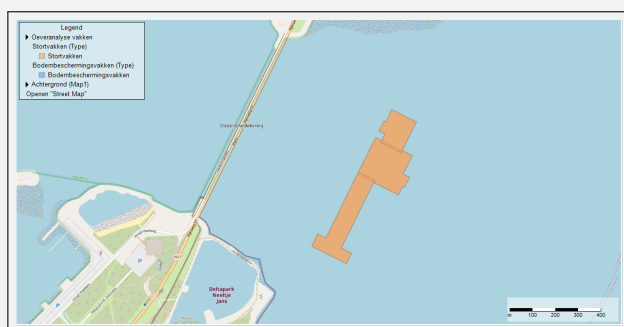 Legend
Oeveranalyse vakken
Stortvakken (Type)
Stortvakken
Bodembeschermingsvakken (Type)
Bodembeschermingsvakken
Achtergrond (Map1)
Openen "Street Map"
Oosterscheldekering
P
P
Deltapark
Neeltje
Jans
m 100 200 300 400